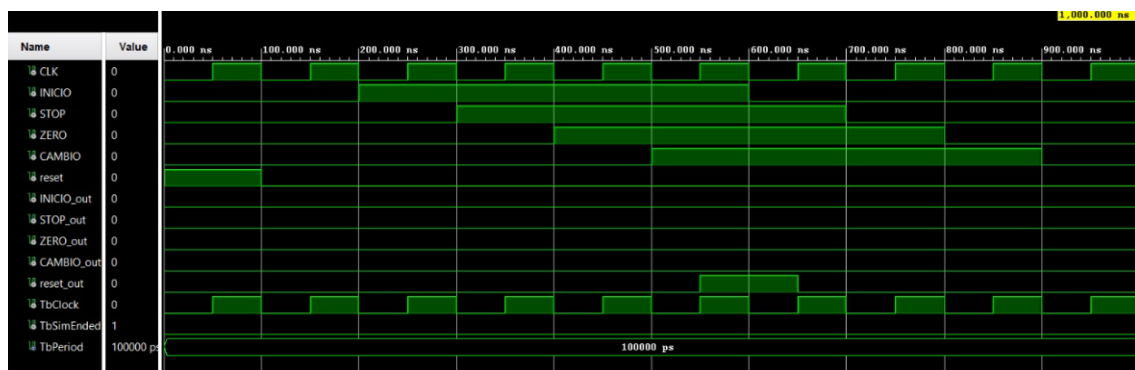 1,000.000 ns
Name Value 0.000 ns 100.000 ns 200.000 ns 300.000 ns 400.000 ns 500.000 ns 600.000 ns 700.000 ns 800.000 ns 900.000 ns
CLK 0
INICIO 0
STOP 0
ZERO 0
CAMBIO 0
reset 0
INICIO_out 0
STOP_out 0
ZERO_out 0
CAMBIO_out 0
reset_out 0
TbClock 0
TbSimEnded 1
TbPeriod 100000 ps 100000 ps